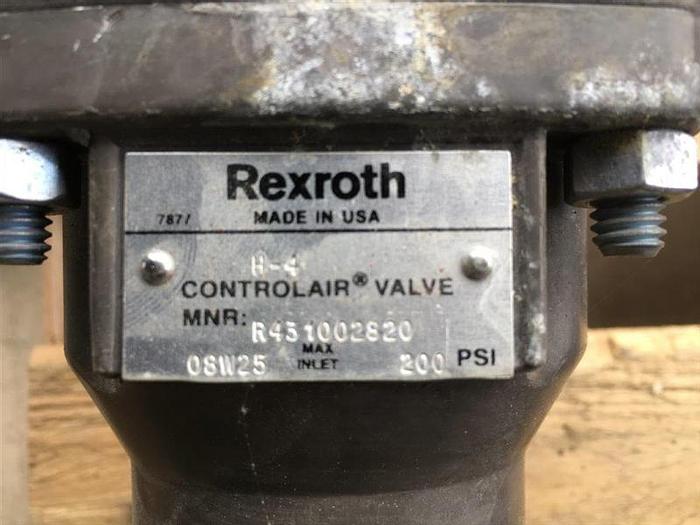 Rexroth
7877 MADE IN USA
H-4
CONTROLAIR® VALVE
MNR: R431002820
08W25 MAX INLET 200 PSI